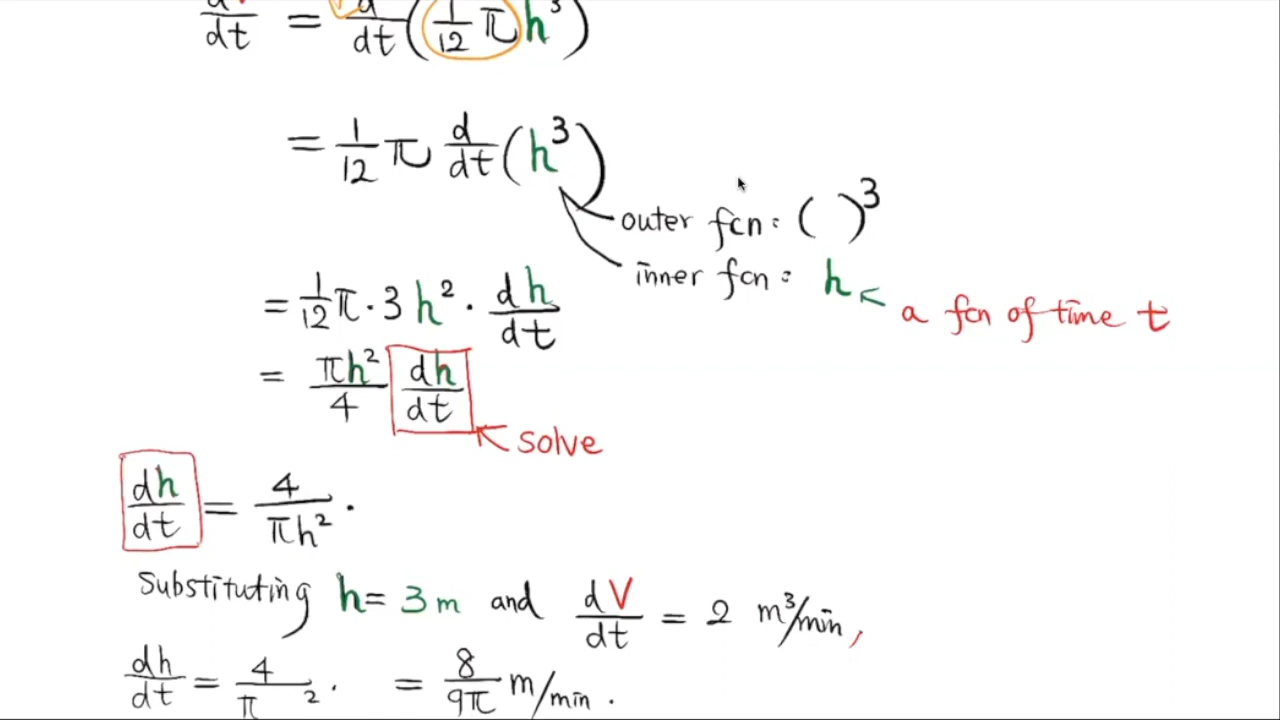 dV/dt = d/dt (1/12 π h³)
= 1/12 π d/dt (h³)
outer fcn: ( )³
inner fcn: h
a fcn of time t
= 1/12 π · 3 h² · dh/dt
= πh²/4 dh/dt
solve
dh/dt = 4/πh² ·
Substituting h = 3 m and dV/dt = 2 m³/min,
dh/dt = 4/π ² · = 8/9π m/min .